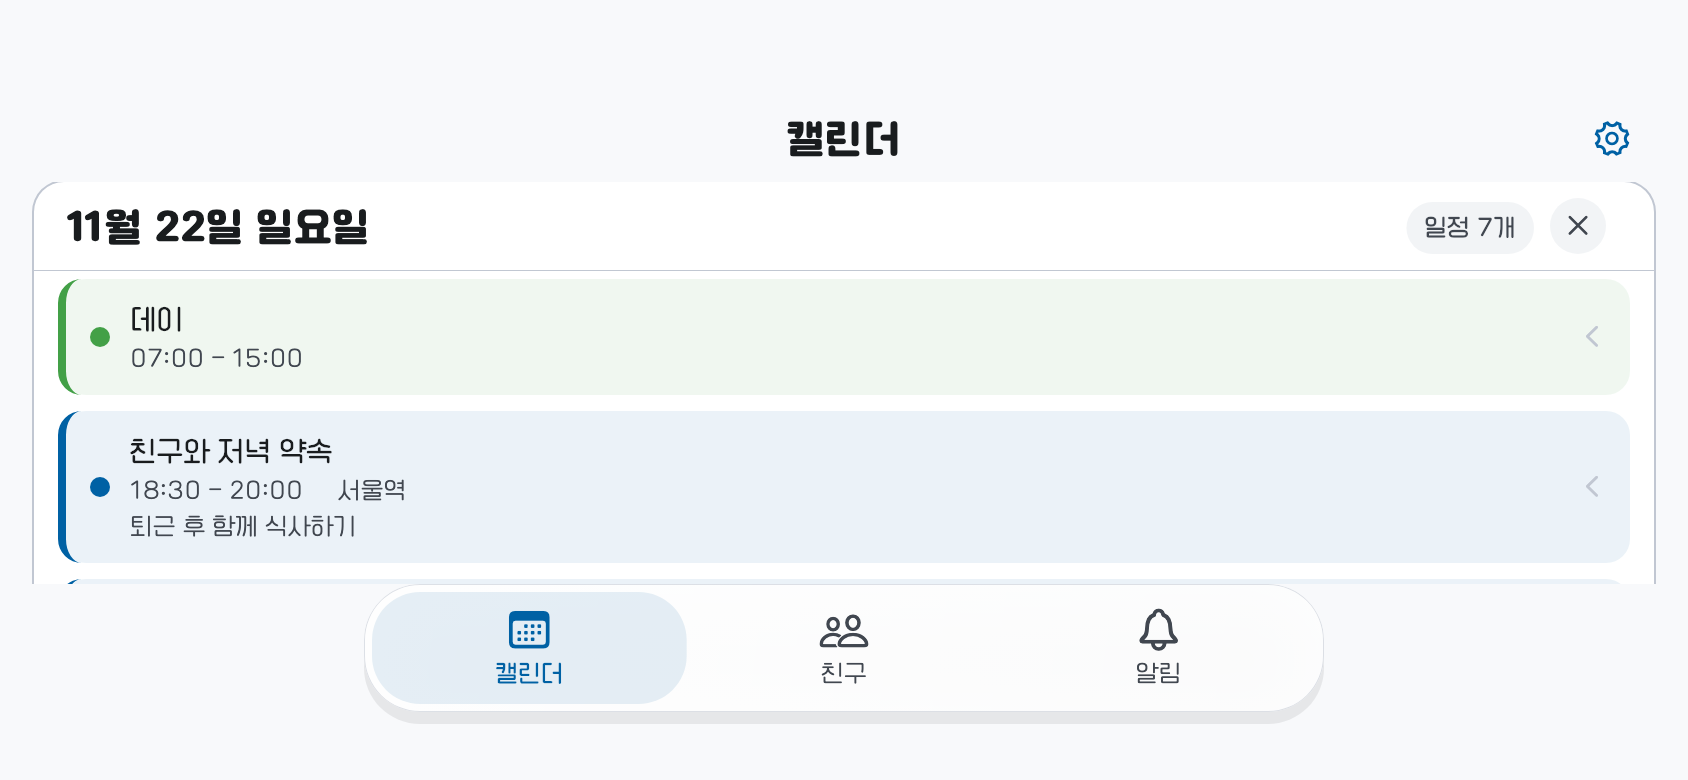 캘린더
11월 22일 일요일
일정 7개
데이
07:00 – 15:00
친구와 저녁 약속
18:30 – 20:00 서울역
퇴근 후 함께 식사하기
캘린더
친구
알림